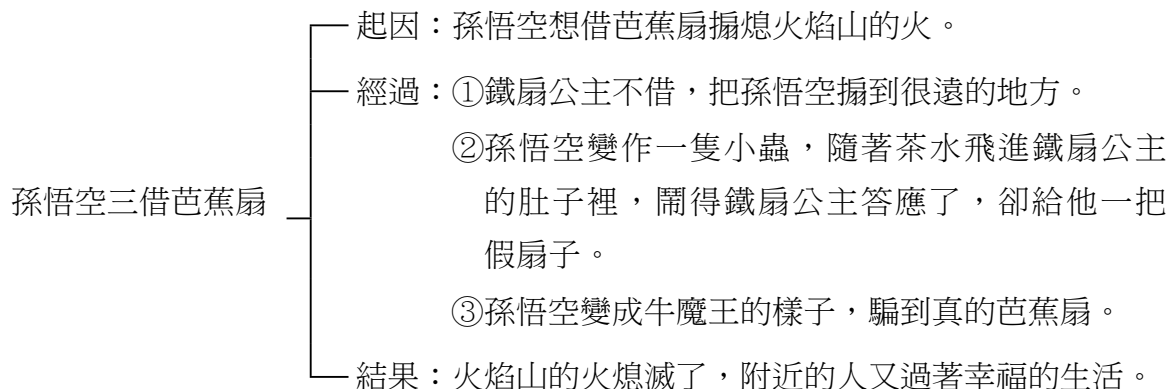 起因：孫悟空想借芭蕉扇搧熄火焰山的火。
經過：①鐵扇公主不借，把孫悟空搧到很遠的地方。
②孫悟空變作一隻小蟲，隨著茶水飛進鐵扇公主
孫悟空三借芭蕉扇
的肚子裡，鬧得鐵扇公主答應了，卻給他一把
假扇子。
③孫悟空變成牛魔王的樣子，騙到真的芭蕉扇。
結果：火焰山的火熄滅了，附近的人又過著幸福的生活。